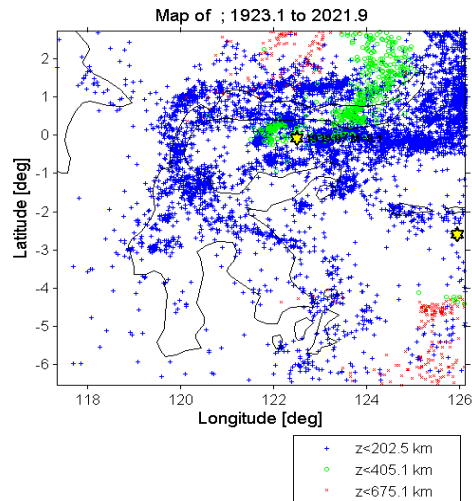 Map of ; 1923.1 to 2021.9
2
1
0
-1
-2
-3
-4
-5
-6
Latitude [deg]
118 120 122 124 126
Longitude [deg]
z<202.5 km
z<405.1 km
z<675.1 km